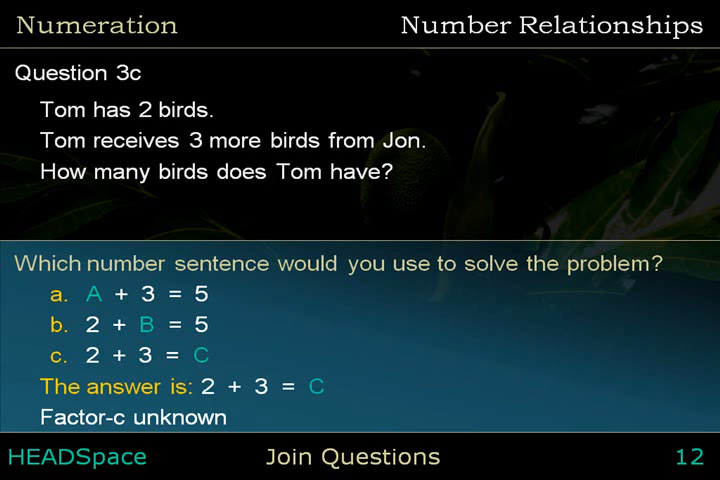 Numeration Number Relationships
Question 3c
Tom has 2 birds.
Tom receives 3 more birds from Jon.
How many birds does Tom have?
Which number sentence would you use to solve the problem?
a. A + 3 = 5
b. 2 + B = 5
c. 2 + 3 = C
The answer is: 2 + 3 = C
Factor-c unknown
HEADSpace Join Questions 12